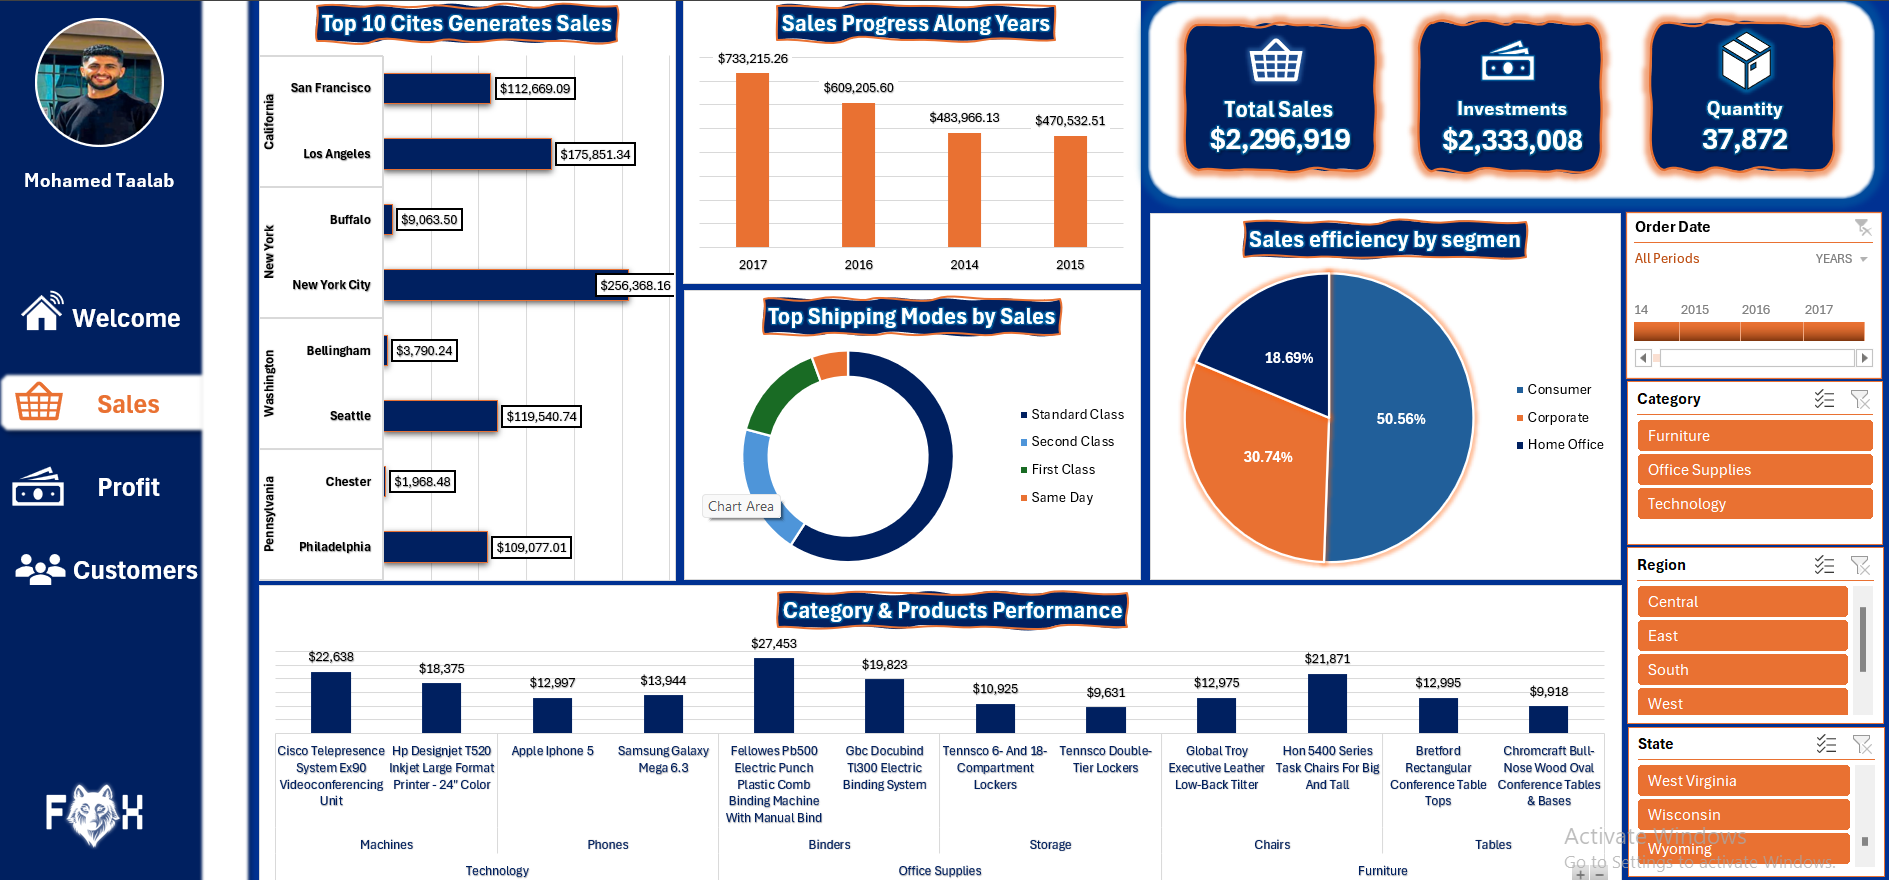 Mohamed Taalab
Welcome
Sales
Profit
Customers
F X
Top 10 Cites Generates Sales
California
San Francisco
$112,669.09
Los Angeles
$175,851.34
New York
Buffalo
$9,063.50
New York City
$256,368.16
Washington
Bellingham
$3,790.24
Seattle
$119,540.74
Pennsylvania
Chester
$1,968.48
Philadelphia
$109,077.01
Sales Progress Along Years
$733,215.26
$609,205.60
$483,966.13
$470,532.51
2017
2016
2014
2015
Top Shipping Modes by Sales
Standard Class
Second Class
First Class
Same Day
Chart Area
Total Sales
$2,296,919
Investments
$2,333,008
Quantity
37,872
Sales efficiency by segmen
18.69%
50.56%
30.74%
Consumer
Corporate
Home Office
Order Date
All Periods
YEARS
14
2015
2016
2017
Category
Furniture
Office Supplies
Technology
Region
Central
East
South
West
State
West Virginia
Wisconsin
Wyoming
Category & Products Performance
$22,638
$18,375
$12,997
$13,944
$27,453
$19,823
$10,925
$9,631
$12,975
$21,871
$12,995
$9,918
Cisco Telepresence
System Ex90
Videoconferencing
Unit
Hp Designjet T520
Inkjet Large Format
Printer - 24" Color
Apple Iphone 5
Samsung Galaxy
Mega 6.3
Fellowes Pb500
Electric Punch
Plastic Comb
Binding Machine
With Manual Bind
Gbc Docubind
Tl300 Electric
Binding System
Tennsco 6- And 18-
Compartment
Lockers
Tennsco Double-
Tier Lockers
Global Troy
Executive Leather
Low-Back Tilter
Hon 5400 Series
Task Chairs For Big
And Tall
Bretford
Rectangular
Conference Table
Tops
Chromcraft Bull-
Nose Wood Oval
Conference Tables
& Bases
Machines
Phones
Binders
Storage
Chairs
Tables
Technology
Office Supplies
Furniture
Activate Windows
Go to Settings to activate Windows.